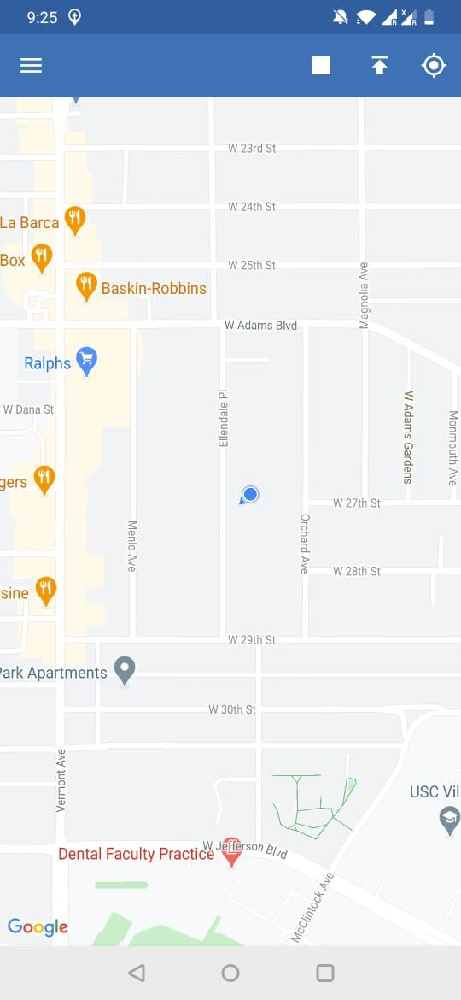 9:25
R
X
R
W 23rd St
W 24th St
La Barca
Box
W 25th St
Baskin-Robbins
Magnolia Ave
W Adams Blvd
Ralphs
W Dana St
Ellendale Pl
W Adams Gardens
Monmouth Ave
gers
W 27th St
Menlo Ave
Orchard Ave
W 28th St
sine
W 29th St
Park Apartments
W 30th St
Vermont Ave
USC Vil
Dental Faculty Practice
W Jefferson Blvd
McClintock Ave
Google